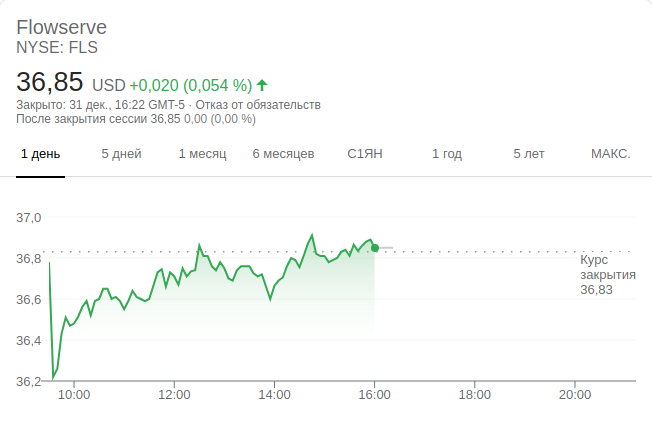 Flowserve
NYSE: FLS
36,85 USD +0,020 (0,054 %)
Закрыто: 31 дек., 16:22 GMT-5 · Отказ от обязательств
После закрытия сессии 36,85 0,00 (0,00 %)
1 день 5 дней 1 месяц 6 месяцев С1ЯН 1 год 5 лет МАКС.
37,0
36,8
36,6
36,4
36,2
Курс
закрытия
36,83
10:00 12:00 14:00 16:00 18:00 20:00